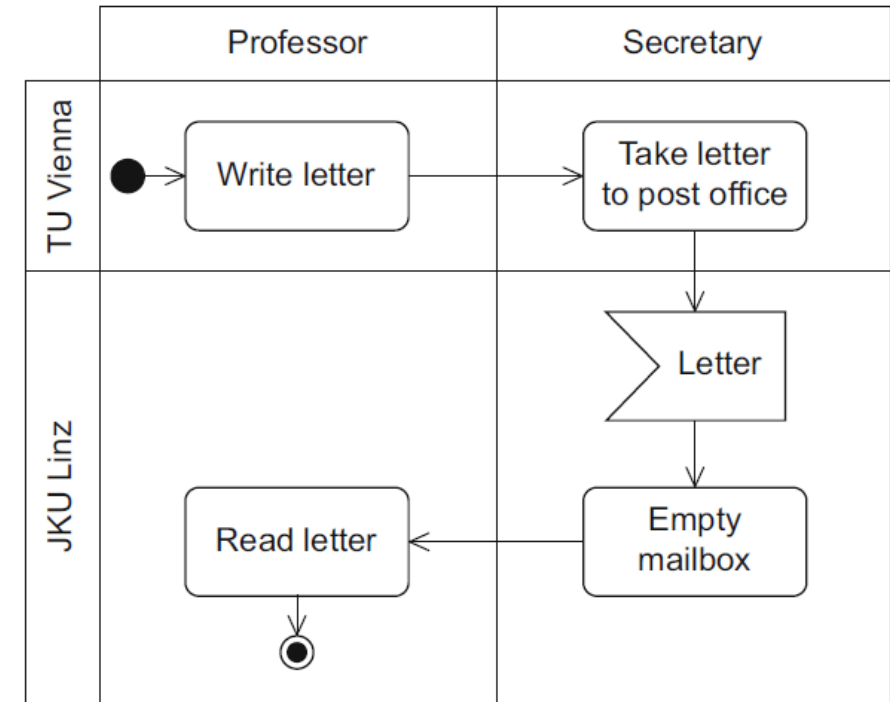 Professor
Secretary
TU Vienna
Write letter
Take letter
to post office
JKU Linz
Letter
Read letter
Empty
mailbox